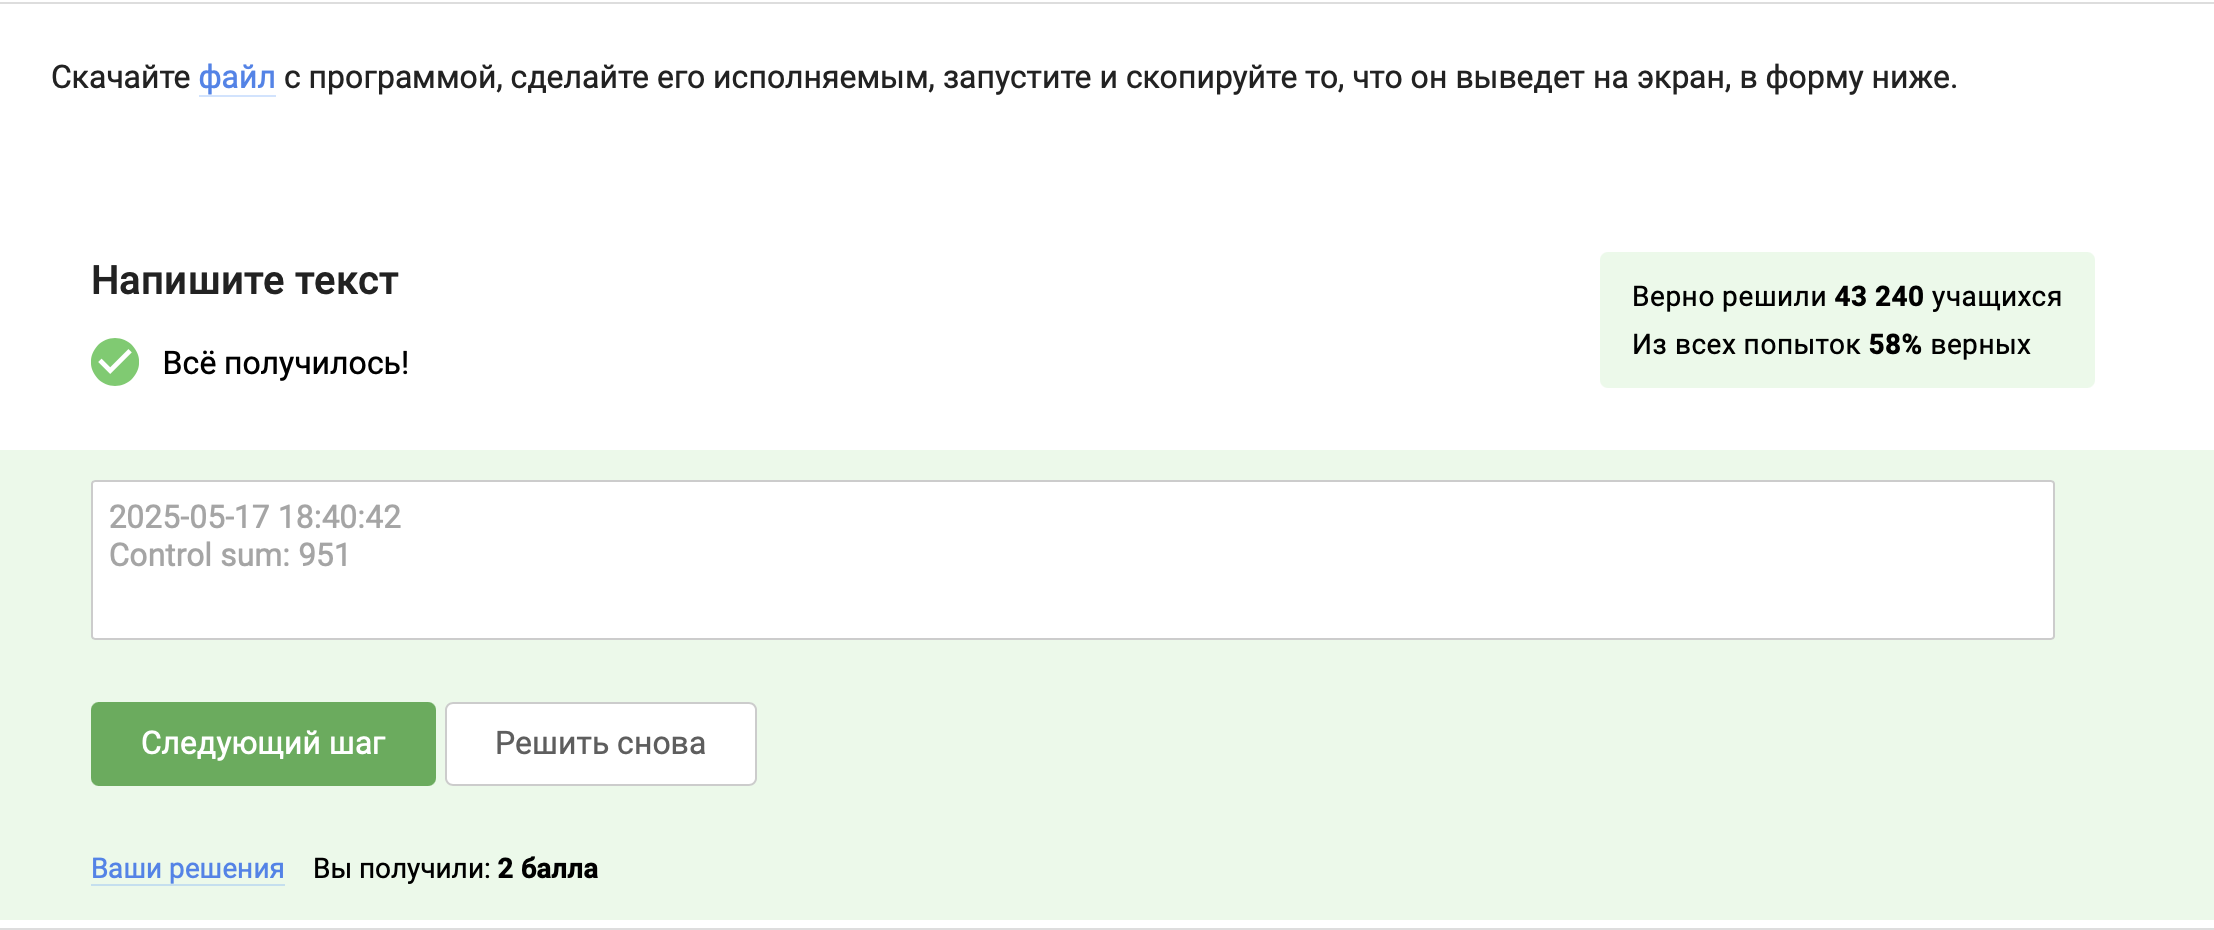 Скачайте файл с программой, сделайте его исполняемым, запустите и скопируйте то, что он выведет на экран, в форму ниже.
Напишите текст
Всё получилось!
Верно решили 43 240 учащихся
Из всех попыток 58% верных
2025-05-17 18:40:42
Control sum: 951
Следующий шаг
Решить снова
Ваши решения Вы получили: 2 балла